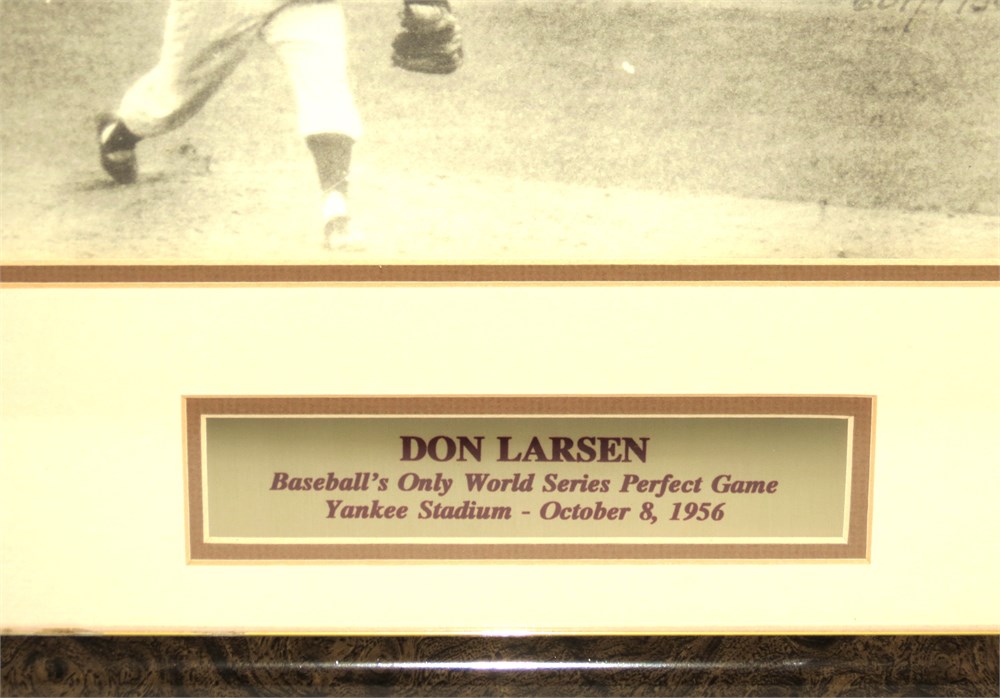 DON LARSEN
Baseball's Only World Series Perfect Game
Yankee Stadium - October 8, 1956